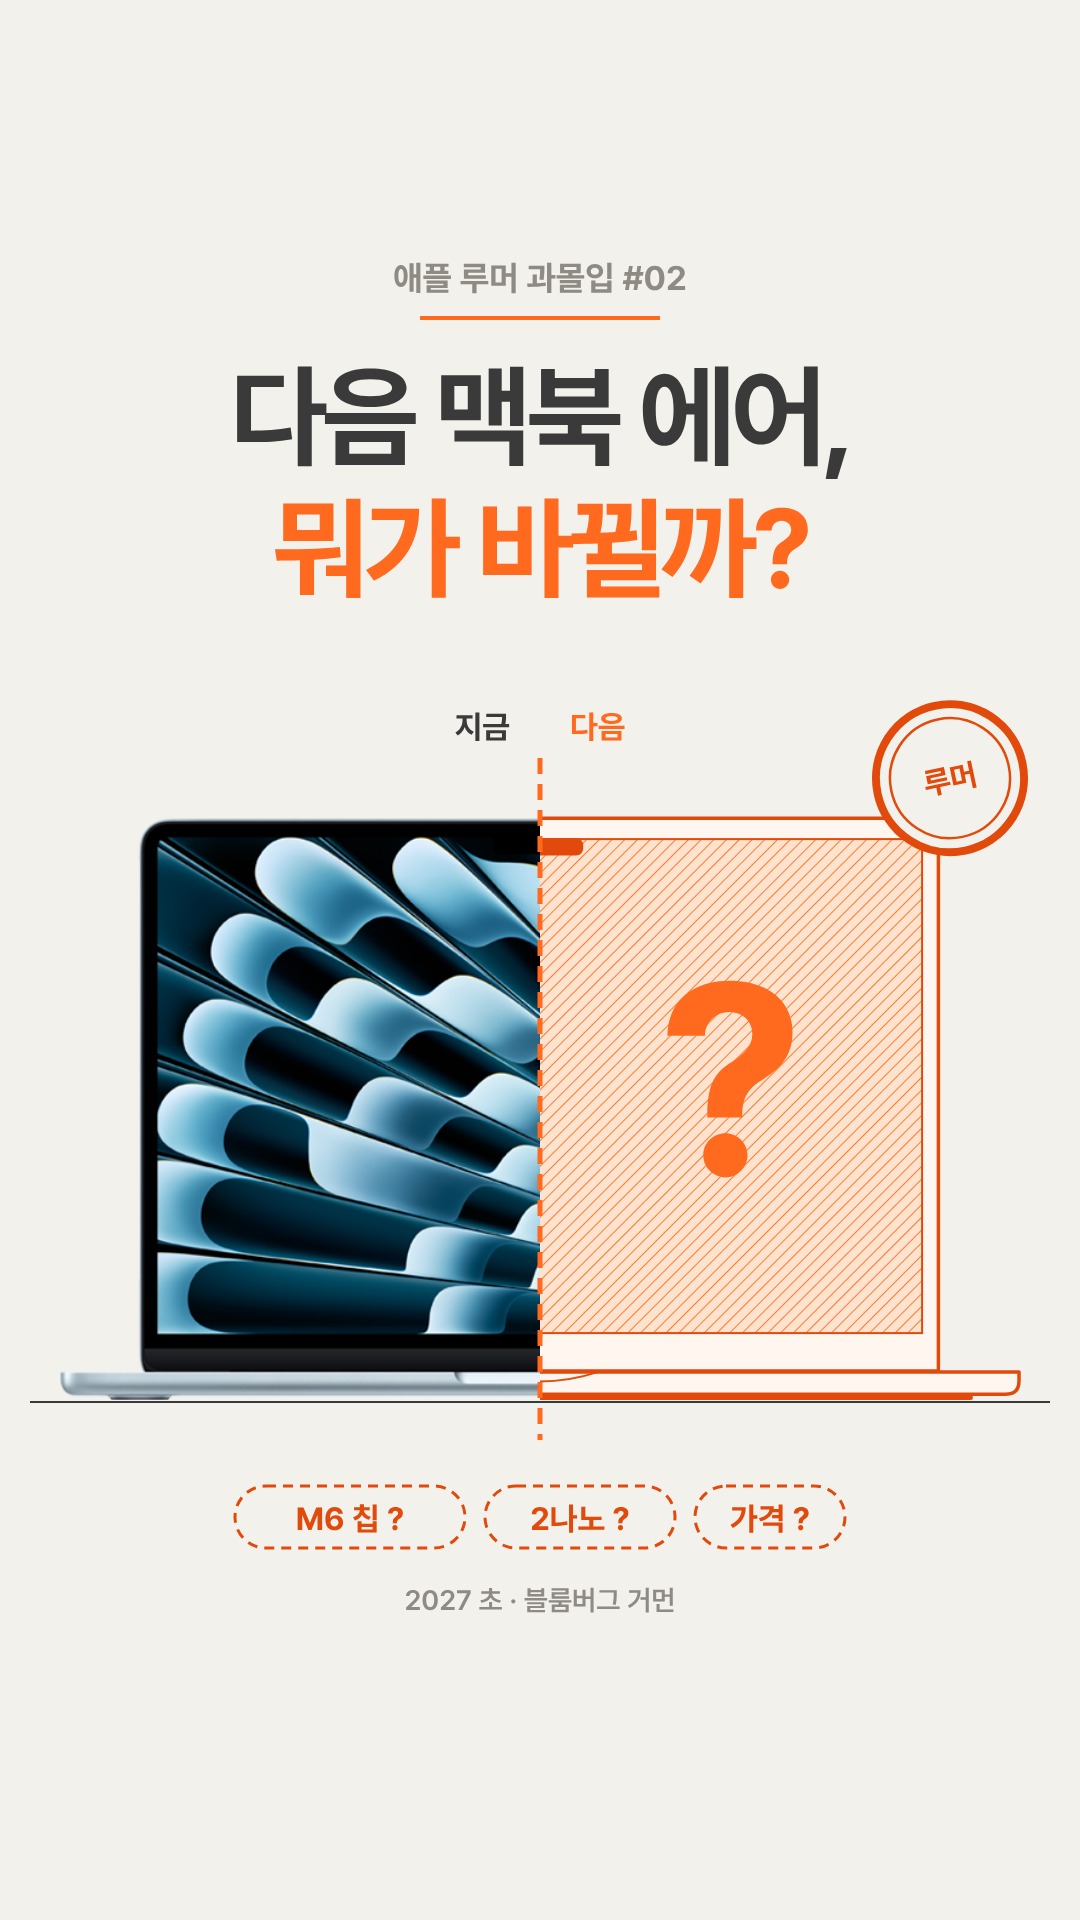 애플 루머 과몰입 #02
다음 맥북 에어,
뭐가 바뀔까?
지금 다음
루머
?
M6 칩 ? 2나노 ? 가격 ?
2027 초 · 블룸버그 거먼